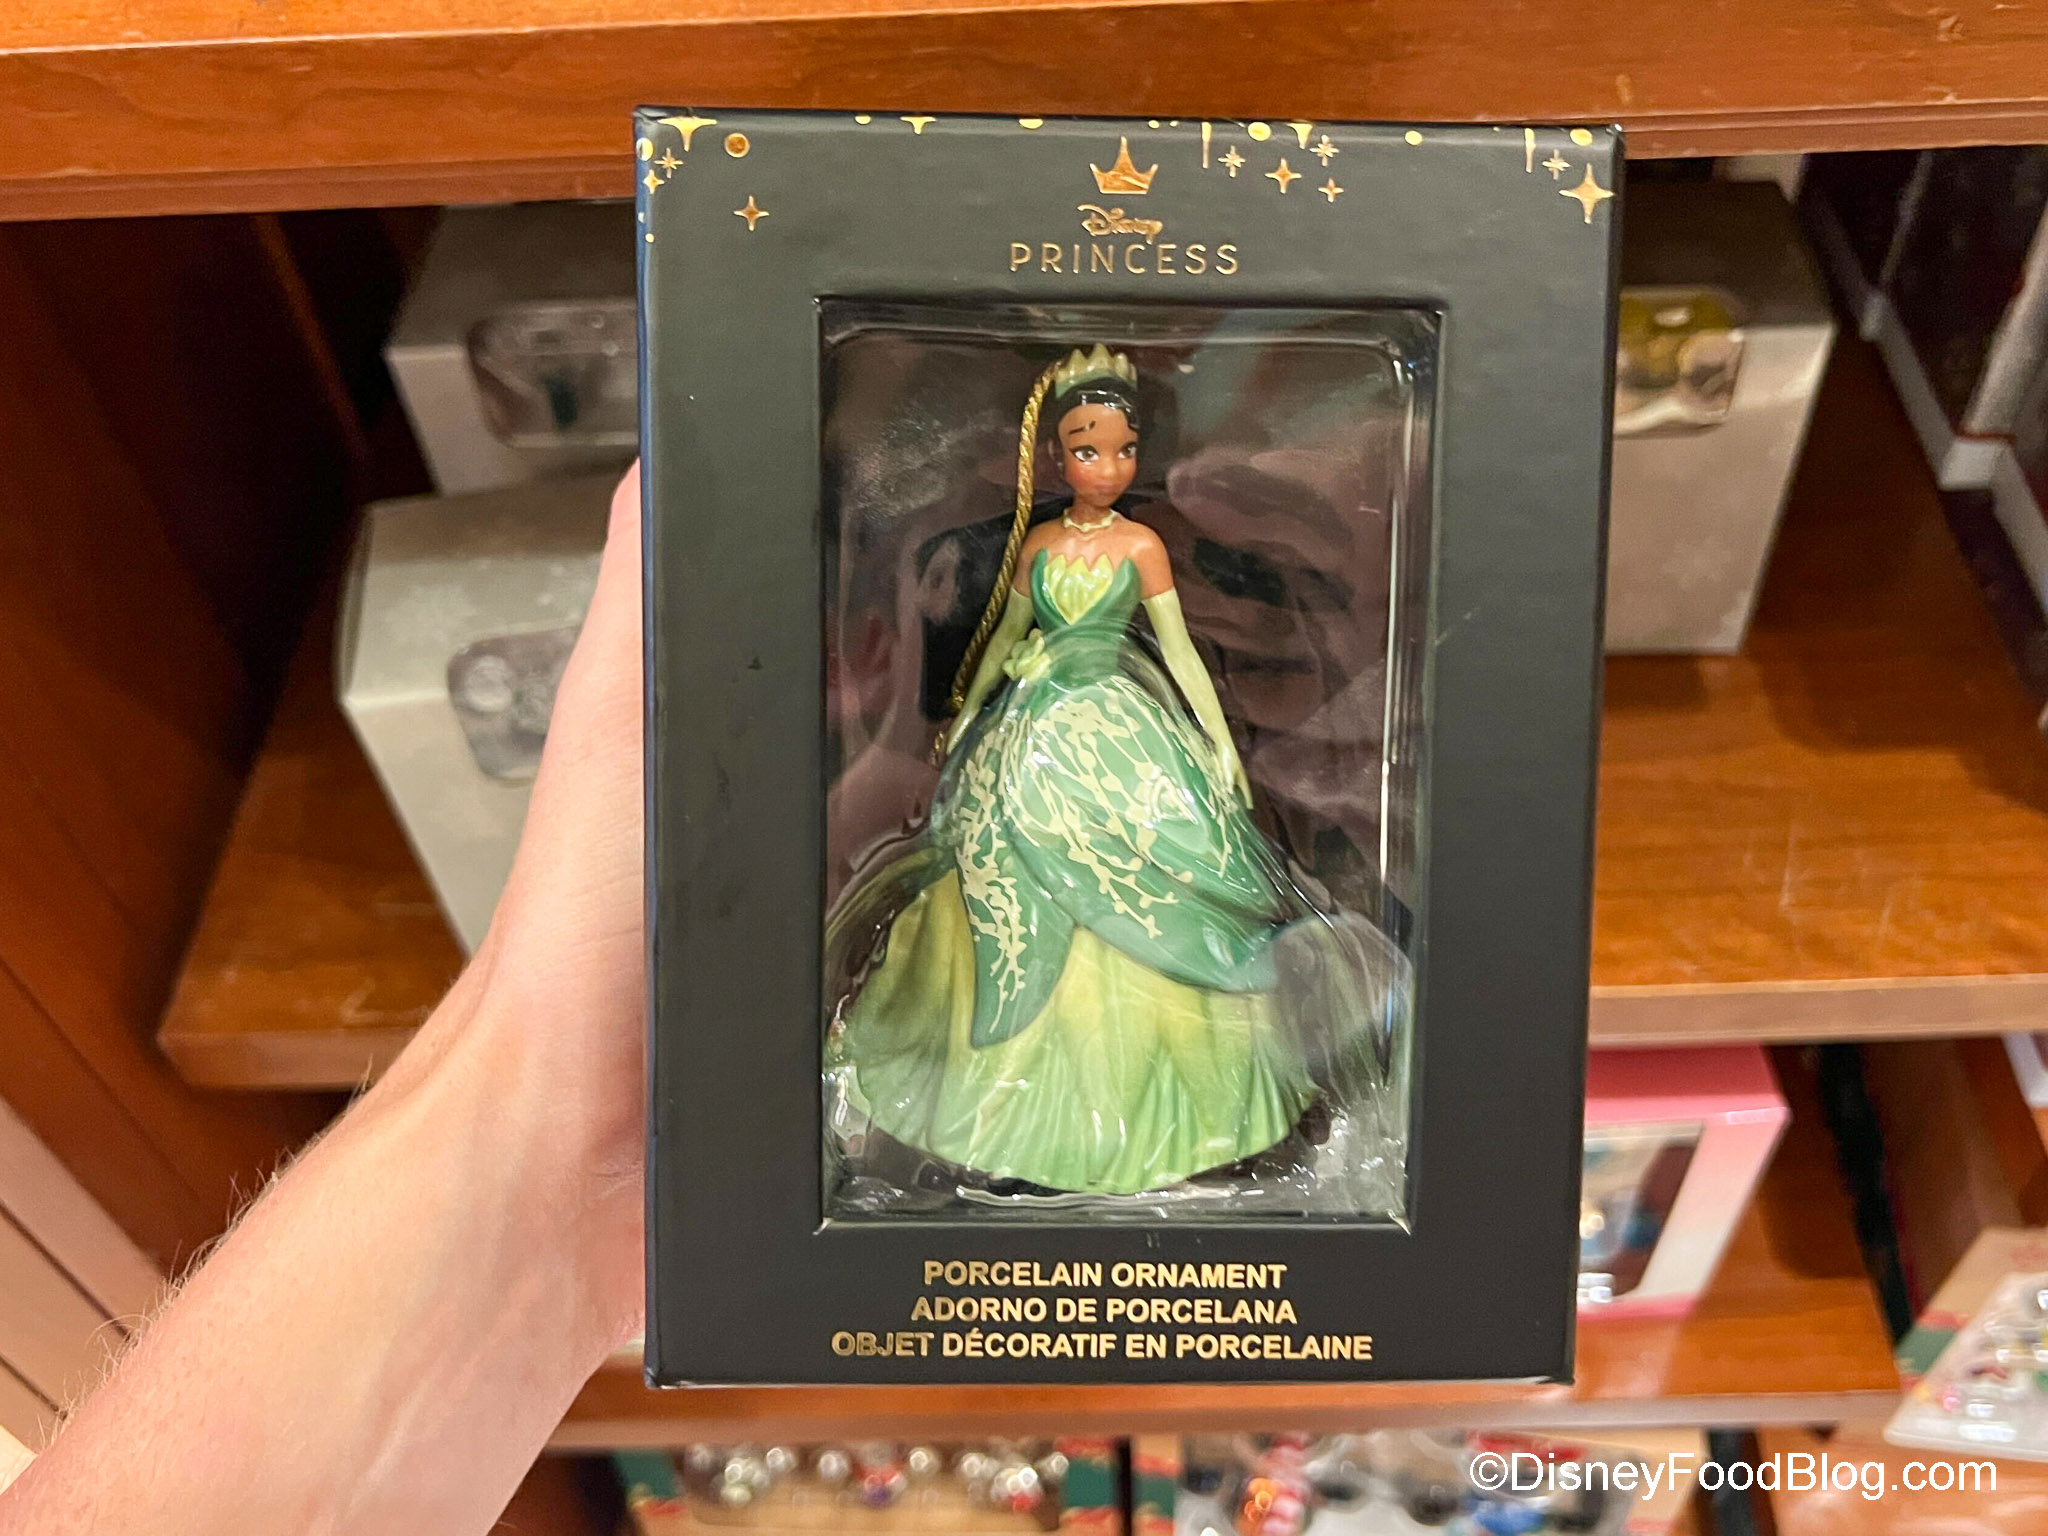 Disney
PRINCESS
PORCELAIN ORNAMENT
ADORNO DE PORCELANA
OBJET DÉCORATIF EN PORCELAINE
©DisneyFoodBlog.com